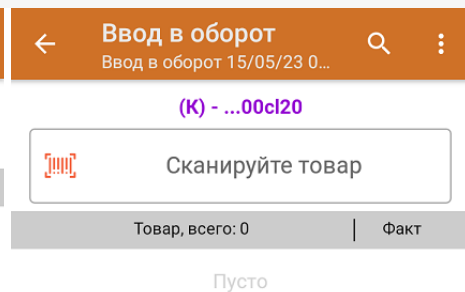 Ввод в оборот
Ввод в оборот 15/05/23 0...
(К) - ...00cl20
Сканируйте товар
Товар, всего: 0 Факт
Пусто